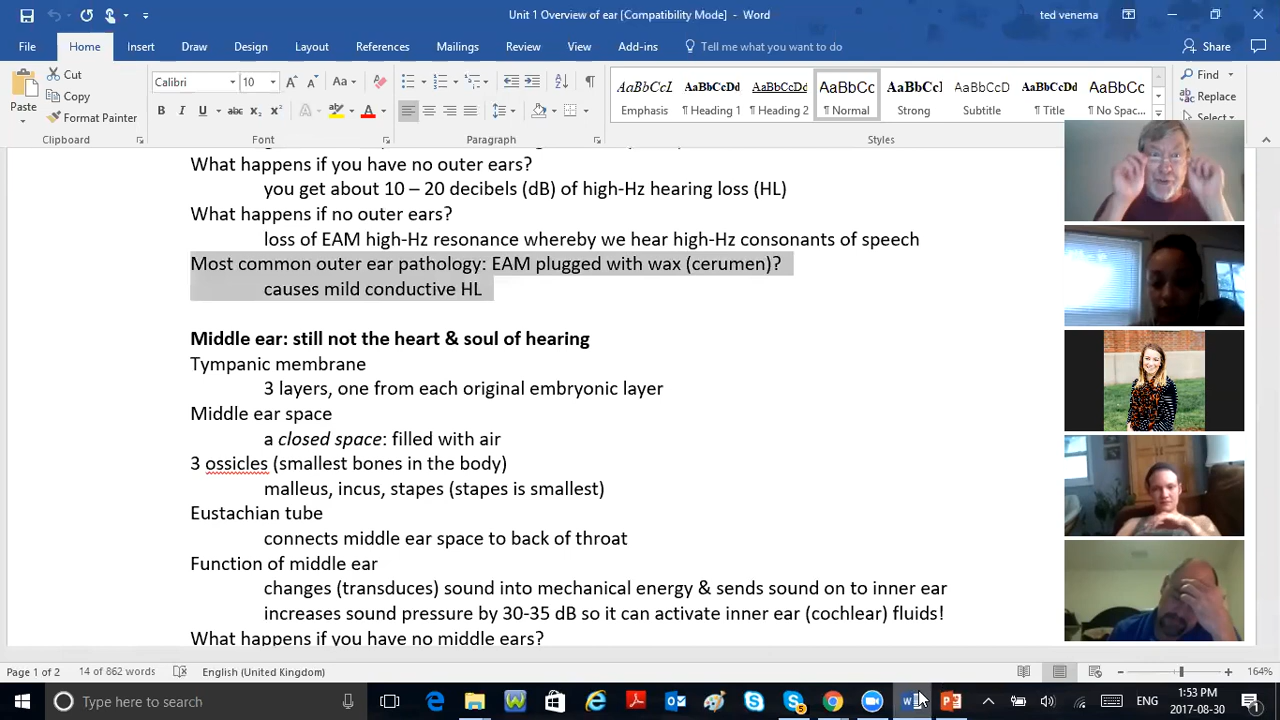 Unit 1 Overview of ear [Compatibility Mode] - Word
ted venema
File Home Insert Draw Design Layout References Mailings Review View Add-ins Tell me what you want to do Share
Paste
Cut
Copy
Format Painter
Clipboard
Calibri 10
Font
Paragraph
AaBbCcL AaBbCcDd AaBbCcDd AaBbCc AaBbCcl AaBbCcDd AaBbCcDd AaBbCc
Emphasis ¶ Heading 1 ¶ Heading 2 ¶ Normal Strong Subtitle ¶ Title ¶ No Spac...
Styles
Find
Replace
Select
What happens if you have no outer ears?
you get about 10 – 20 decibels (dB) of high-Hz hearing loss (HL)
What happens if no outer ears?
loss of EAM high-Hz resonance whereby we hear high-Hz consonants of speech
Most common outer ear pathology: EAM plugged with wax (cerumen)?
causes mild conductive HL
Middle ear: still not the heart & soul of hearing
Tympanic membrane
3 layers, one from each original embryonic layer
Middle ear space
a closed space: filled with air
3 ossicles (smallest bones in the body)
malleus, incus, stapes (stapes is smallest)
Eustachian tube
connects middle ear space to back of throat
Function of middle ear
changes (transduces) sound into mechanical energy & sends sound on to inner ear
increases sound pressure by 30-35 dB so it can activate inner ear (cochlear) fluids!
What happens if you have no middle ears?
Page 1 of 2 14 of 862 words English (United Kingdom) 164%
Type here to search
ENG
1:53 PM
2017-08-30